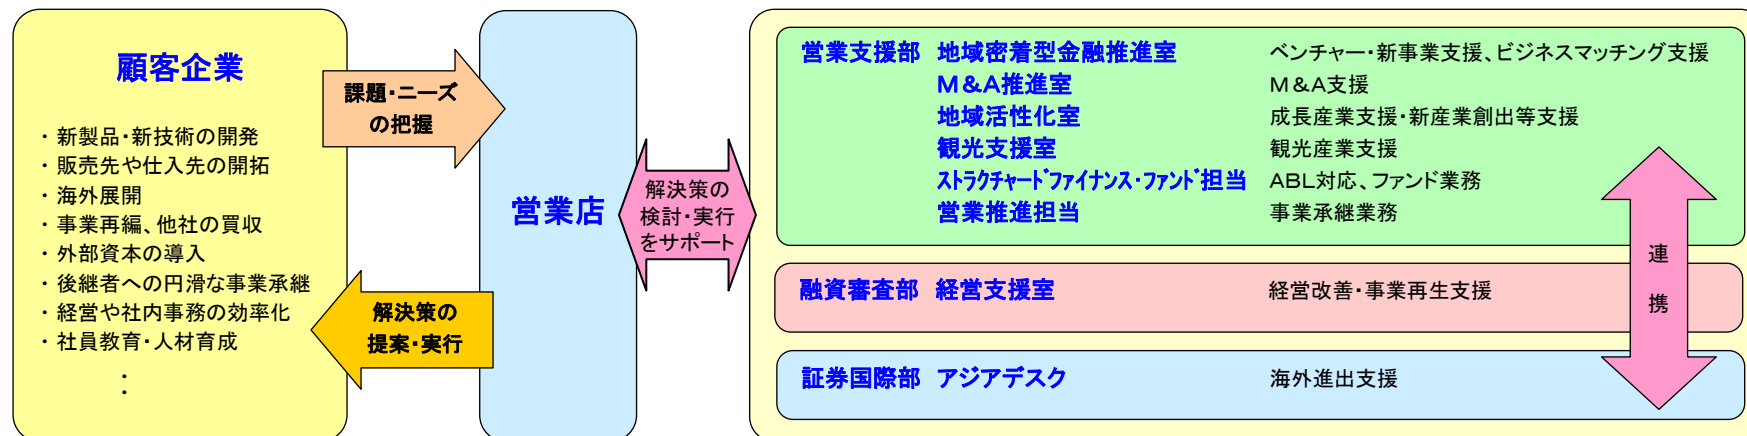 顧客企業
・ 新製品・新技術の開発
・ 販売先や仕入先の開拓
・ 海外展開
・ 事業再編、他社の買収
・ 外部資本の導入
・ 後継者への円滑な事業承継
・ 経営や社内事務の効率化
・ 社員教育・人材育成
：
課題・ニーズ
の把握
解決策の
提案・実行
営業店
解決策の
検討・実行
をサポート
営業支援部 地域密着型金融推進室 ベンチャー・新事業支援、ビジネスマッチング支援
Ｍ＆Ａ推進室 Ｍ＆Ａ支援
地域活性化室 成長産業支援・新産業創出等支援
観光支援室 観光産業支援
ｽﾄﾗｸﾁｬｰﾄﾞﾌｧｲﾅﾝｽ・ﾌｧﾝﾄﾞ担当 ＡＢＬ対応、ファンド業務
営業推進担当 事業承継業務
融資審査部 経営支援室 経営改善・事業再生支援
証券国際部 アジアデスク 海外進出支援
連
携